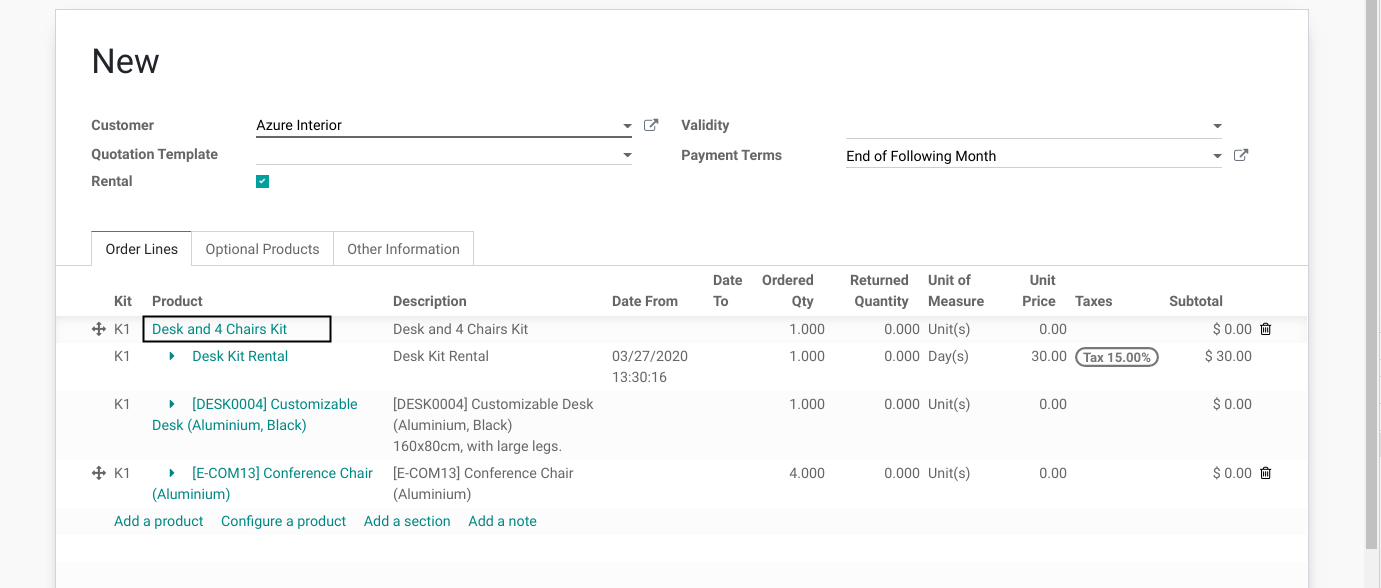 New
Customer Azure Interior Validity
Quotation Template Payment Terms End of Following Month
Rental
Order Lines Optional Products Other Information
Date Ordered Returned Unit of Unit
Kit Product Description Date From To Qty Quantity Measure Price Taxes Subtotal
K1 Desk and 4 Chairs Kit Desk and 4 Chairs Kit 1.000 0.000 Unit(s) 0.00 $ 0.00
K1 Desk Kit Rental Desk Kit Rental 03/27/2020 1.000 0.000 Day(s) 30.00 Tax 15.00% $ 30.00
13:30:16
K1 [DESK0004] Customizable [DESK0004] Customizable Desk 1.000 0.000 Unit(s) 0.00 $ 0.00
Desk (Aluminium, Black) (Aluminium, Black)
160x80cm, with large legs.
K1 [E-COM13] Conference Chair [E-COM13] Conference Chair 4.000 0.000 Unit(s) 0.00 $ 0.00
(Aluminium) (Aluminium)
Add a product Configure a product Add a section Add a note